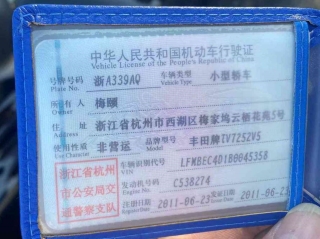 中华人民共和国机动车行驶证
Vehicle License of the People's Republic of China
号牌号码 浙A339AQ 车辆类型 小型轿车
Plate No. Vehicle Type
所有人 梅颐
Owner
住址 浙江省杭州市西湖区梅家坞云栖花苑5号
Address
使用性质 非营运 品牌型号 丰田牌TV7252VS
Use Character Model
浙江省杭州
市公安局交
通警察支队
车辆识别代号 LFMBEC4D1B0045358
VIN
发动机号码 C538274
Engine No.
注册日期 2011-06-23 发证日期 2011-06-23
Register Date Issue Date